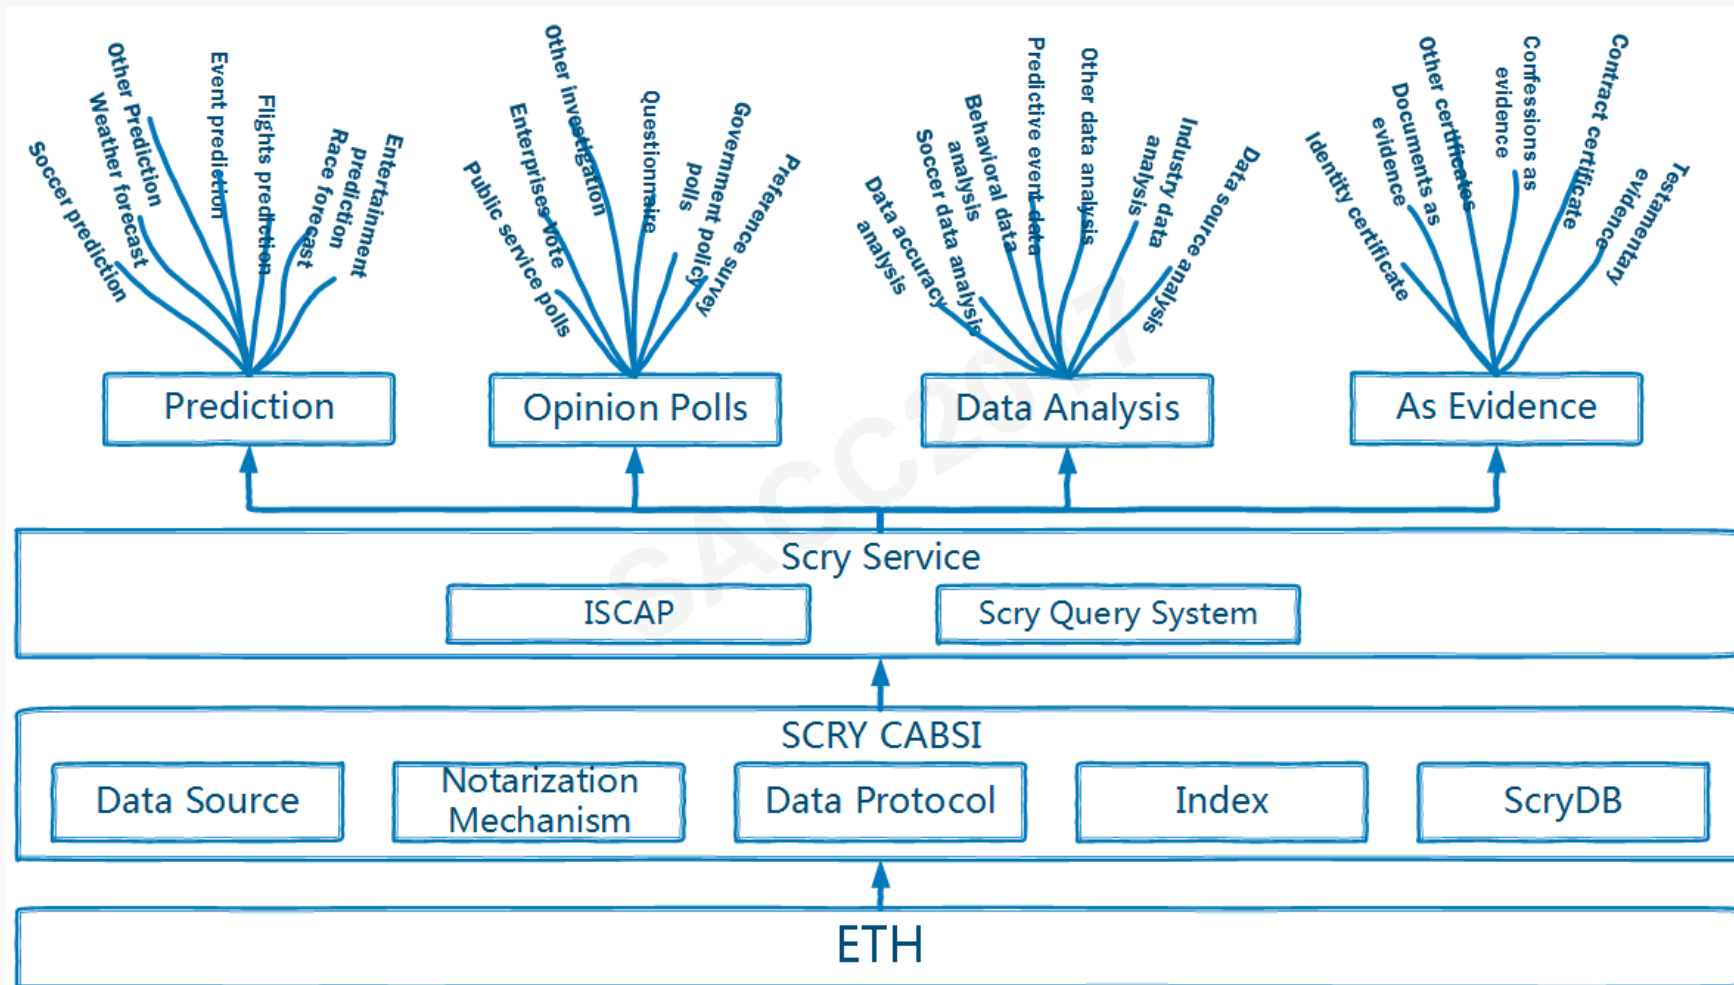 Soccer prediction
Weather forecast
Other Prediction
Event prediction
Flights prediction
Race forecast
Entertainment
prediction
Public service polls
Enterprises Vote
Other investigation
Questionnaire
Government policy
polls
Preference survey
Data accuracy
analysis
Soccer data analysis
Behavioral data
analysis
Predictive event data
Other data analysis
Industry data
analysis
Data source analysis
Identity certificate
Documents as
evidence
Other certificates
Confessions as
evidence
Contract certificate
Testamentary
evidence
Prediction
Opinion Polls
Data Analysis
As Evidence
Scry Service
ISCAP
Scry Query System
SCRY CABSI
Data Source
Notarization
Mechanism
Data Protocol
Index
ScryDB
ETH
SACC2017